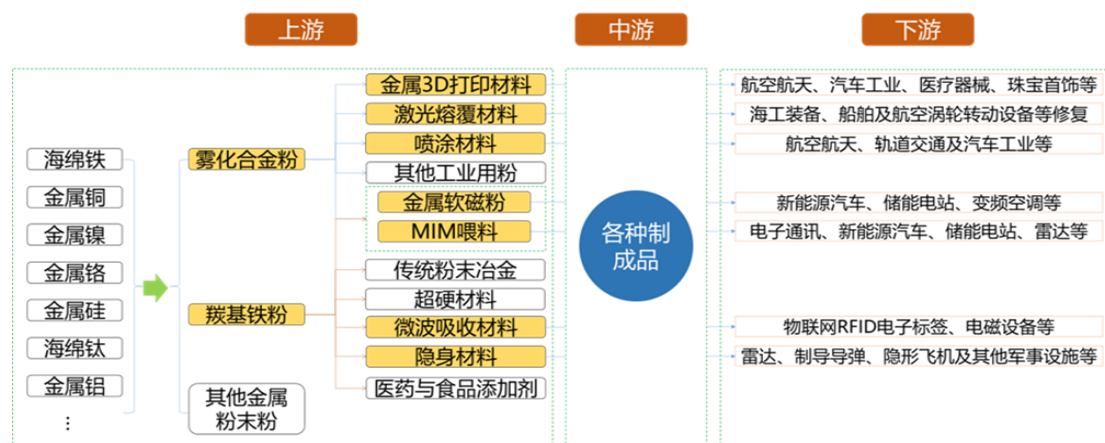 上游
中游
下游
海绵铁
金属铜
金属镍
金属铬
金属硅
海绵钛
金属铝
⋮
雾化合金粉
羰基铁粉
其他金属
粉末粉
金属3D打印材料
激光熔覆材料
喷涂材料
其他工业用粉
金属软磁粉
MIM喂料
传统粉末冶金
超硬材料
微波吸收材料
隐身材料
医药与食品添加剂
各种制
成品
航空航天、汽车工业、医疗器械、珠宝首饰等
海工装备、船舶及航空涡轮转动设备等修复
航空航天、轨道交通及汽车工业等
新能源汽车、储能电站、变频空调等
电子通讯、新能源汽车、储能电站、雷达等
物联网RFID电子标签、电磁设备等
雷达、制导导弹、隐形飞机及其他军事设施等